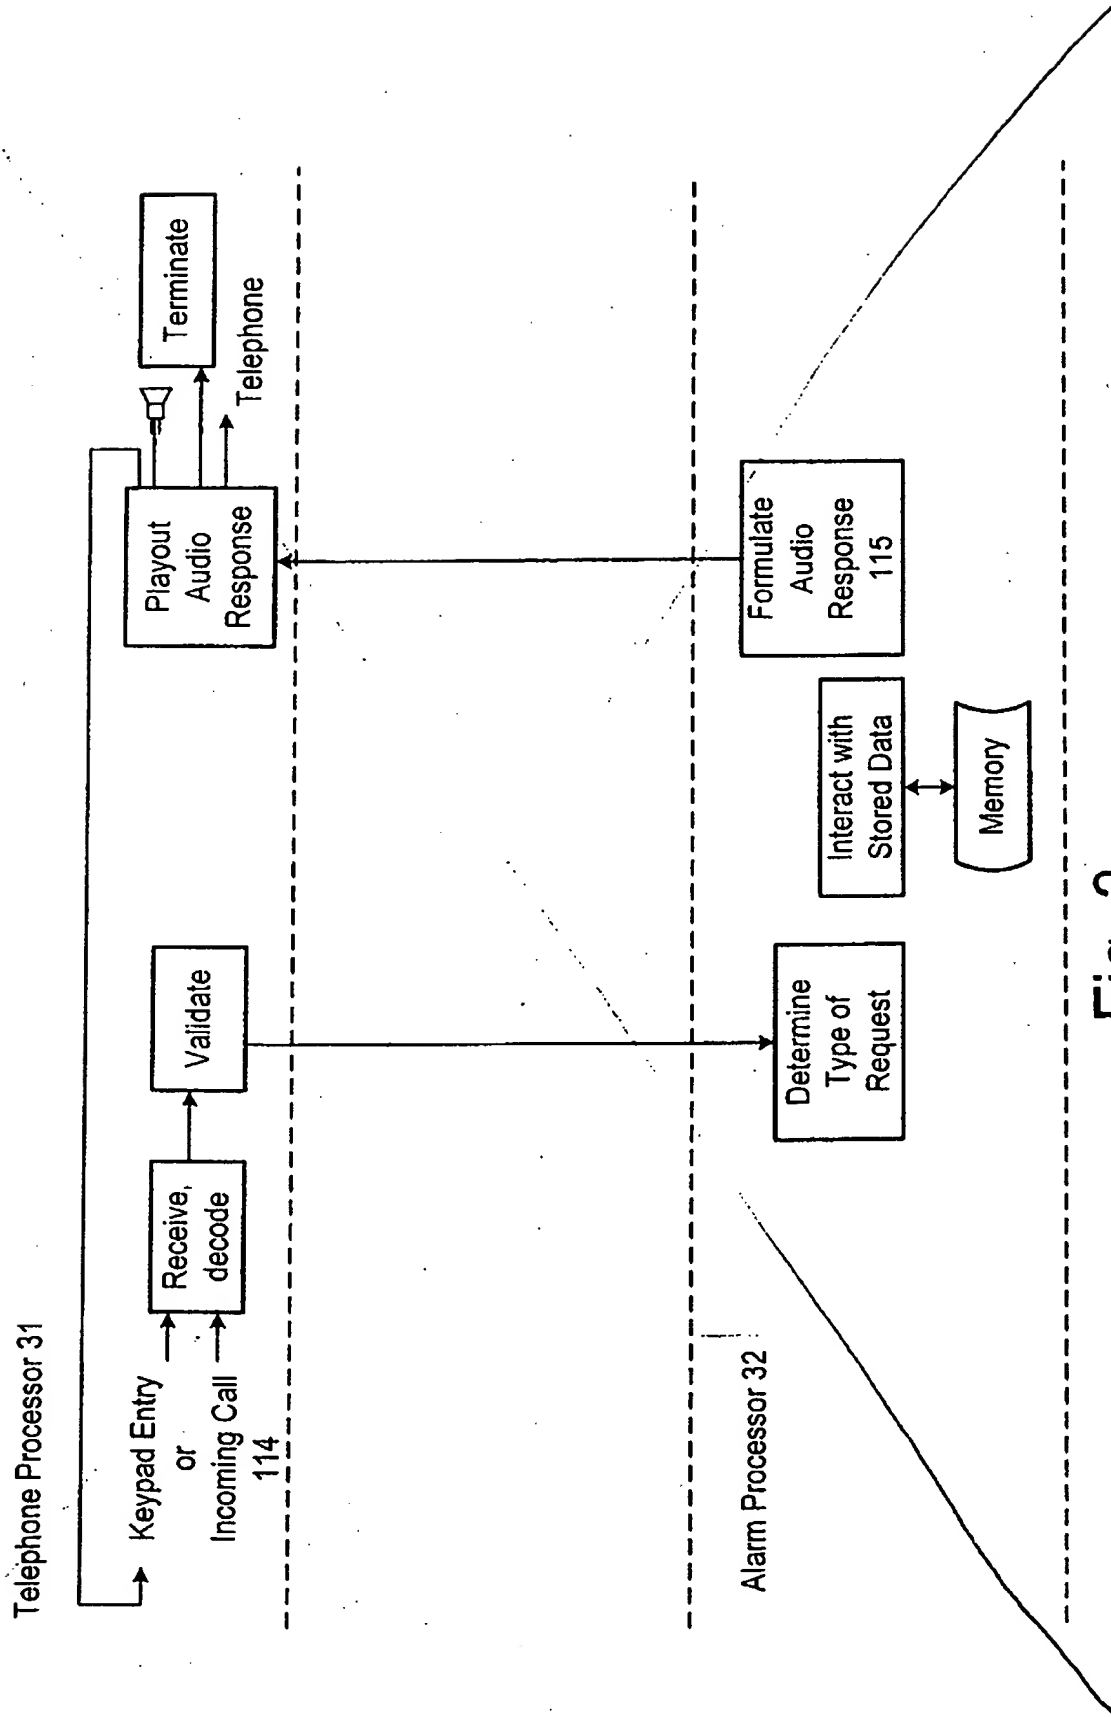 Telephone Processor 31
Keypad Entry
or
Incoming Call
114
Receive,
decode
Validate
Playout
Audio
Response
Terminate
Telephone
Alarm Processor 32
Determine
Type of
Request
Interact with
Stored Data
Memory
Formulate
Audio
Response
115